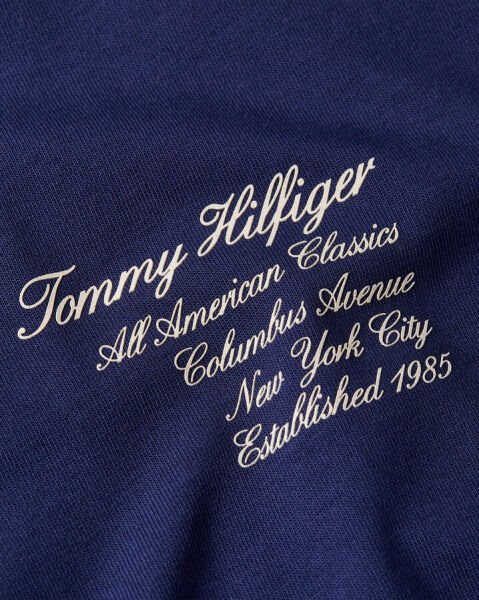 Tommy Hilfiger
All American Classics
Columbus Avenue
New York City
Established 1985